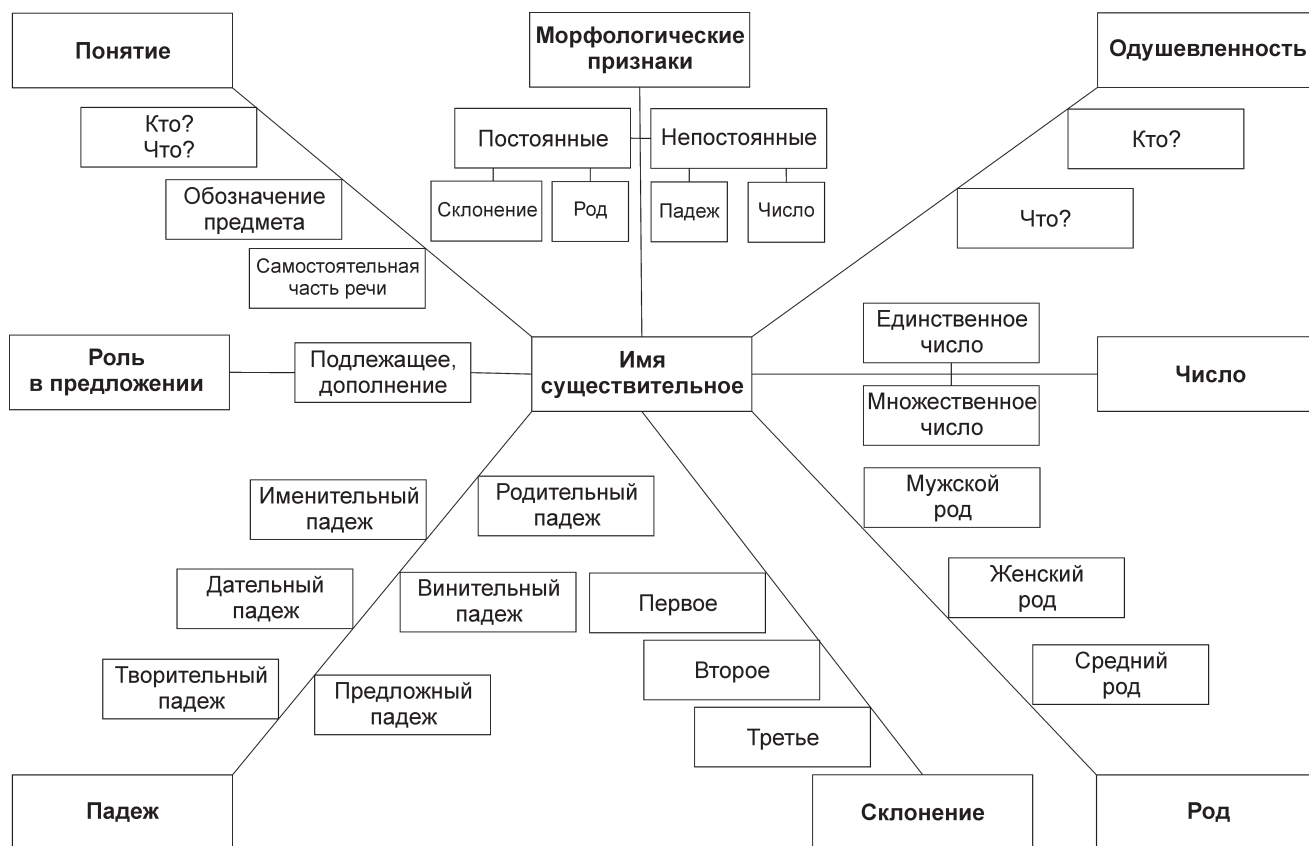 Понятие
Морфологические
признаки
Одушевленность
Кто?
Что?
Постоянные
Непостоянные
Кто?
Обозначение
предмета
Склонение
Род
Падеж
Число
Что?
Самостоятельная
часть речи
Единственное
число
Роль
в предложении
Подлежащее,
дополнение
Имя
существительное
Число
Множественное
число
Именительный
падеж
Родительный
падеж
Мужской
род
Дательный
падеж
Винительный
падеж
Первое
Женский
род
Творительный
падеж
Предложный
падеж
Второе
Средний
род
Третье
Падеж
Склонение
Род